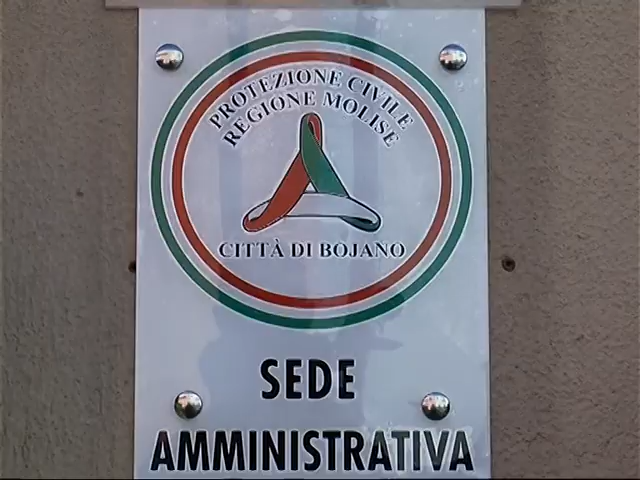 PROTEZIONE CIVILE
REGIONE MOLISE
CITTÀ DI BOJANO
SEDE
AMMINISTRATIVA